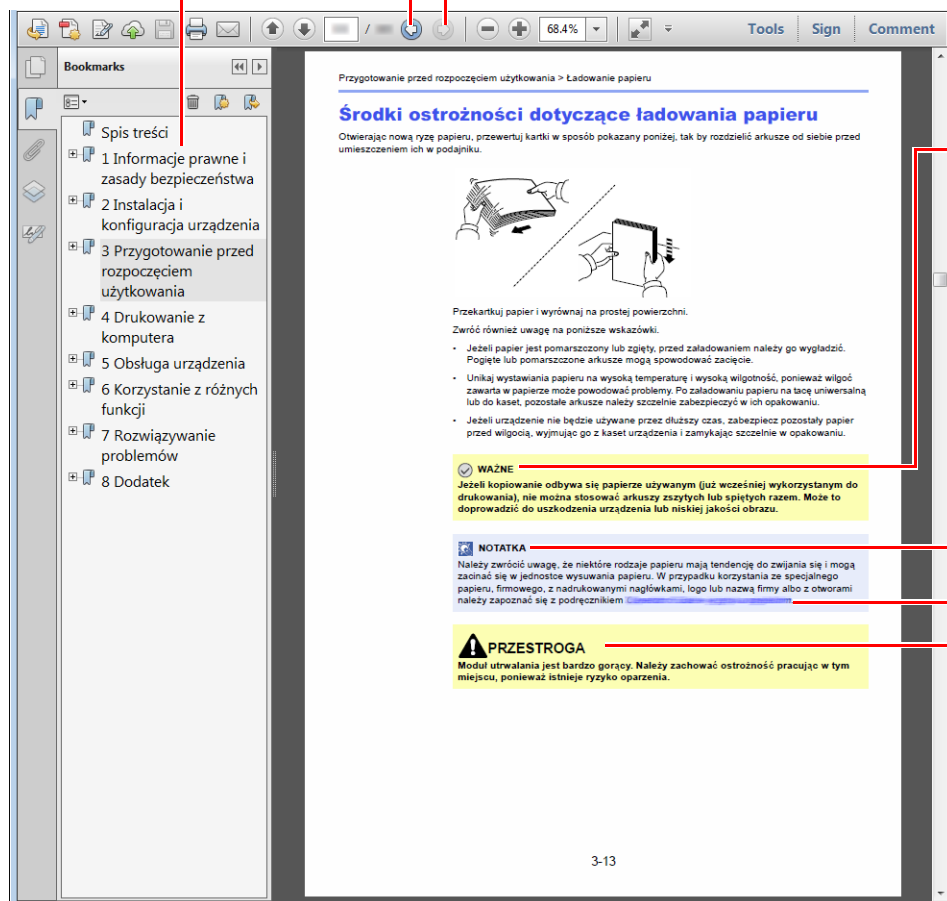 /
68.4%
Tools
Sign
Comment
Bookmarks
Spis treści
1 Informacje prawne i
zasady bezpieczeństwa
2 Instalacja i
konfiguracja urządzenia
3 Przygotowanie przed
rozpoczęciem
użytkowania
4 Drukowanie z
komputera
5 Obsługa urządzenia
6 Korzystanie z różnych
funkcji
7 Rozwiązywanie
problemów
8 Dodatek
Przygotowanie przed rozpoczęciem użytkowania > Ładowanie papieru
Środki ostrożności dotyczące ładowania papieru
Otwierając nową ryzę papieru, przewertuj kartki w sposób pokazany poniżej, tak by rozdzielić arkusze od siebie przed
umieszczeniem ich w podajniku.
Przekartkuj papier i wyrównaj na prostej powierzchni.
Zwróć również uwagę na poniższe wskazówki.
• Jeżeli papier jest pomarszczony lub zgięty, przed załadowaniem należy go wygładzić.
Pogięte lub pomarszczone arkusze mogą spowodować zacięcie.
• Unikaj wystawiania papieru na wysoką temperaturę i wysoką wilgotność, ponieważ wilgoć
zawarta w papierze może powodować problemy. Po załadowaniu papieru na tacę uniwersalną
lub do kaset, pozostałe arkusze należy szczelnie zabezpieczyć w ich opakowaniu.
• Jeżeli urządzenie nie będzie używane przez dłuższy czas, zabezpiecz pozostały papier
przed wilgocią, wyjmując go z kaset urządzenia i zamykając szczelnie w opakowaniu.
WAŻNE
Jeżeli kopiowanie odbywa się papierze używanym (już wcześniej wykorzystanym do
drukowania), nie można stosować arkuszy zszytych lub spiętych razem. Może to
doprowadzić do uszkodzenia urządzenia lub niskiej jakości obrazu.
NOTATKA
Należy zwrócić uwagę, że niektóre rodzaje papieru mają tendencję do zwijania się i mogą
zacinać się w jednostce wysuwania papieru. W przypadku korzystania ze specjalnego
papieru, firmowego, z nadrukowanymi nagłówkami, logo lub nazwą firmy albo z otworami
należy zapoznać się z podręcznikiem
PRZESTROGA
Moduł utrwalania jest bardzo gorący. Należy zachować ostrożność pracując w tym
miejscu, ponieważ istnieje ryzyko oparzenia.
3-13